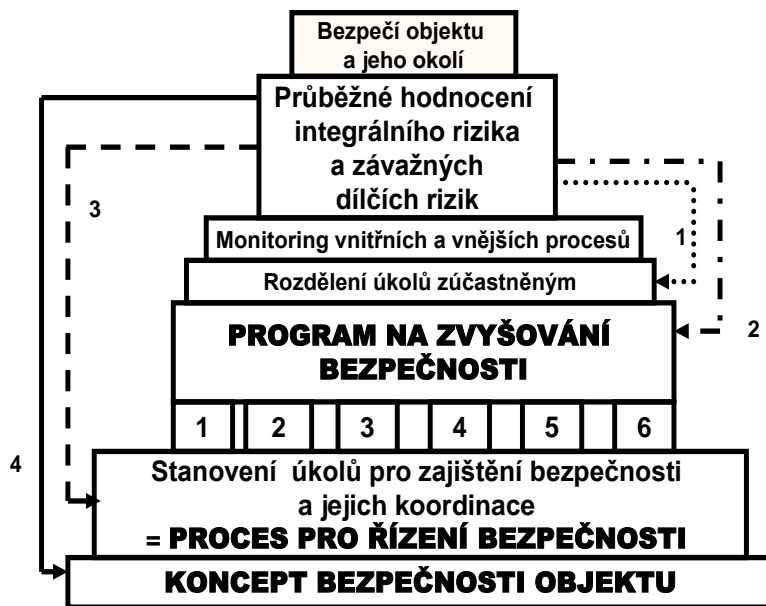 Bezpečí objektu
a jeho okolí
Průběžné hodnocení
integrálního rizika
a závažných
dílčích rizik
3
1
Monitoring vnitřních a vnějších procesů
Rozdělení úkolů zúčastněným
PROGRAM NA ZVYŠOVÁNÍ
BEZPEČNOSTI
2
1 2 3 4 5 6
4
Stanovení úkolů pro zajištění bezpečnosti
a jejich koordinace
= PROCES PRO ŘÍZENÍ BEZPEČNOSTI
KONCEPT BEZPEČNOSTI OBJEKTU